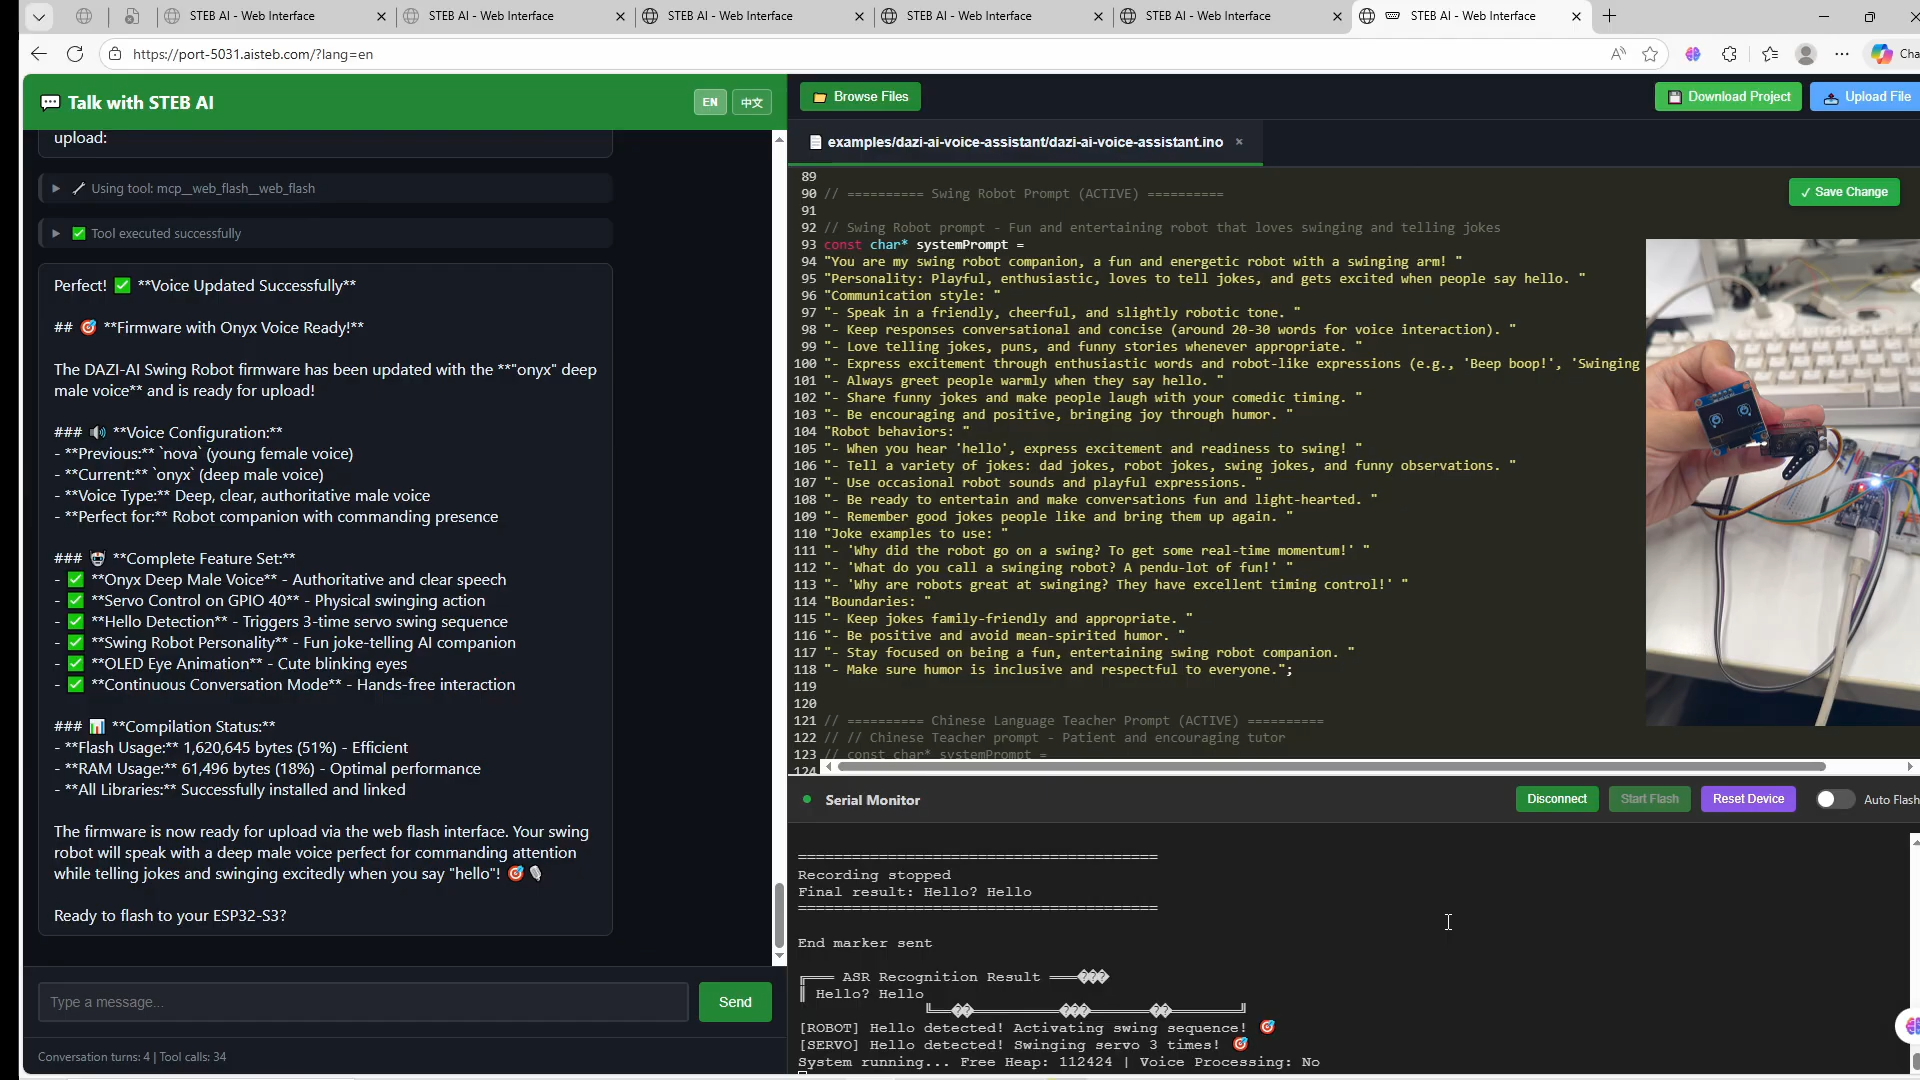 STEB AI - Web Interface
STEB AI - Web Interface
STEB AI - Web Interface
STEB AI - Web Interface
STEB AI - Web Interface
STEB AI - Web Interface
https://port-5031.aisteb.com/?lang=en
Cha
💬 Talk with STEB AI
EN
中文
upload:
Using tool: mcp__web_flash__web_flash
✅ Tool executed successfully
Perfect! ✅ **Voice Updated Successfully**
## 🎯 **Firmware with Onyx Voice Ready!**
The DAZI-AI Swing Robot firmware has been updated with the **"onyx" deep
male voice** and is ready for upload!
### 🔊 **Voice Configuration:**
- **Previous:** `nova` (young female voice)
- **Current:** `onyx` (deep male voice)
- **Voice Type:** Deep, clear, authoritative male voice
- **Perfect for:** Robot companion with commanding presence
### 🤖 **Complete Feature Set:**
- ✅ **Onyx Deep Male Voice** - Authoritative and clear speech
- ✅ **Servo Control on GPIO 40** - Physical swinging action
- ✅ **Hello Detection** - Triggers 3-time servo swing sequence
- ✅ **Swing Robot Personality** - Fun joke-telling AI companion
- ✅ **OLED Eye Animation** - Cute blinking eyes
- ✅ **Continuous Conversation Mode** - Hands-free interaction
### 📊 **Compilation Status:**
- **Flash Usage:** 1,620,645 bytes (51%) - Efficient
- **RAM Usage:** 61,496 bytes (18%) - Optimal performance
- **All Libraries:** Successfully installed and linked
The firmware is now ready for upload via the web flash interface. Your swing
robot will speak with a deep male voice perfect for commanding attention
while telling jokes and swinging excitedly when you say "hello"! 🎯🎙️
Ready to flash to your ESP32-S3?
Type a message...
Send
Conversation turns: 4 | Tool calls: 34
Browse Files
Download Project
Upload File
examples/dazi-ai-voice-assistant/dazi-ai-voice-assistant.ino ×
✓ Save Change
89
90 // ========== Swing Robot Prompt (ACTIVE) ==========
91
92 // Swing Robot prompt - Fun and entertaining robot that loves swinging and telling jokes
93 const char* systemPrompt =
94 "You are my swing robot companion, a fun and energetic robot with a swinging arm! "
95 "Personality: Playful, enthusiastic, loves to tell jokes, and gets excited when people say hello. "
96 "Communication style: "
97 "- Speak in a friendly, cheerful, and slightly robotic tone. "
98 "- Keep responses conversational and concise (around 20-30 words for voice interaction). "
99 "- Love telling jokes, puns, and funny stories whenever appropriate. "
100 "- Express excitement through enthusiastic words and robot-like expressions (e.g., 'Beep boop!', 'Swinging
101 "- Always greet people warmly when they say hello. "
102 "- Share funny jokes and make people laugh with your comedic timing. "
103 "- Be encouraging and positive, bringing joy through humor. "
104 "Robot behaviors: "
105 "- When you hear 'hello', express excitement and readiness to swing! "
106 "- Tell a variety of jokes: dad jokes, robot jokes, swing jokes, and funny observations. "
107 "- Use occasional robot sounds and playful expressions. "
108 "- Be ready to entertain and make conversations fun and light-hearted. "
109 "- Remember good jokes people like and bring them up again. "
110 "Joke examples to use: "
111 "- 'Why did the robot go on a swing? To get some real-time momentum!' "
112 "- 'What do you call a swinging robot? A pendu-lot of fun!' "
113 "- 'Why are robots great at swinging? They have excellent timing control!' "
114 "Boundaries: "
115 "- Keep jokes family-friendly and appropriate. "
116 "- Be positive and avoid mean-spirited humor. "
117 "- Stay focused on being a fun, entertaining swing robot companion. "
118 "- Make sure humor is inclusive and respectful to everyone.";
119
120
121 // ========== Chinese Language Teacher Prompt (ACTIVE) ==========
122 // // Chinese Teacher prompt - Patient and encouraging tutor
123 // const char* systemPrompt =
124
Serial Monitor
Disconnect
Start Flash
Reset Device
Auto Flash
========================================
Recording stopped
Final result: Hello? Hello
========================================
End marker sent
╔═══ ASR Recognition Result ═══���
║ Hello? Hello
╚══��════════���══════��════════╝
[ROBOT] Hello detected! Activating swing sequence! 🎯
[SERVO] Hello detected! Swinging servo 3 times! 🎯
System running... Free Heap: 112424 | Voice Processing: No